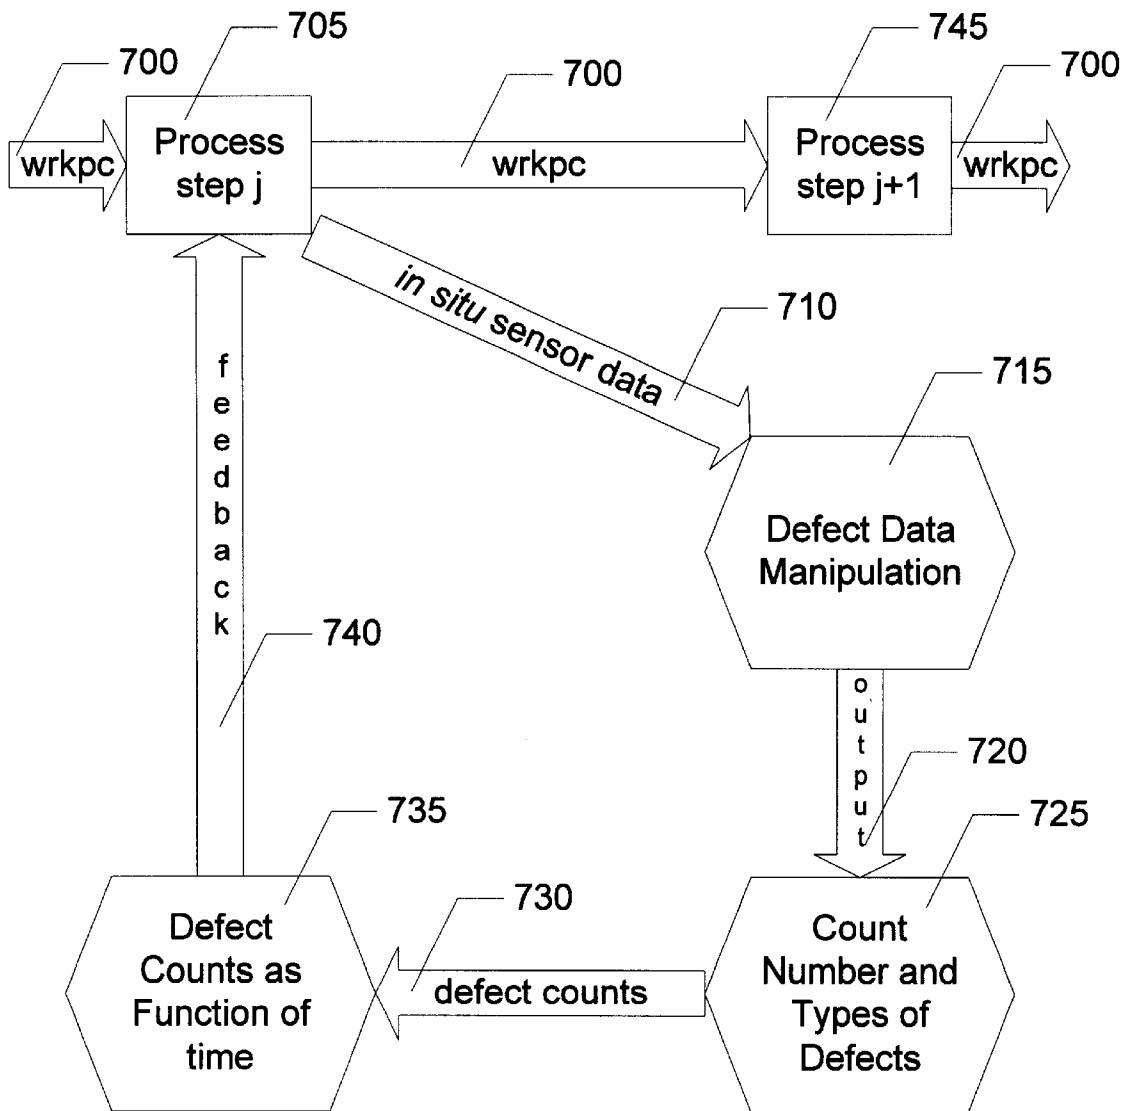 705
745
700
700
700
Process
step j
Process
step j+1
wrkpc
wrkpc
wrkpc
in situ sensor data
710
feedback
715
Defect Data
Manipulation
740
output
720
735
725
730
Defect
Counts as
Function of
time
defect counts
Count
Number and
Types of
Defects